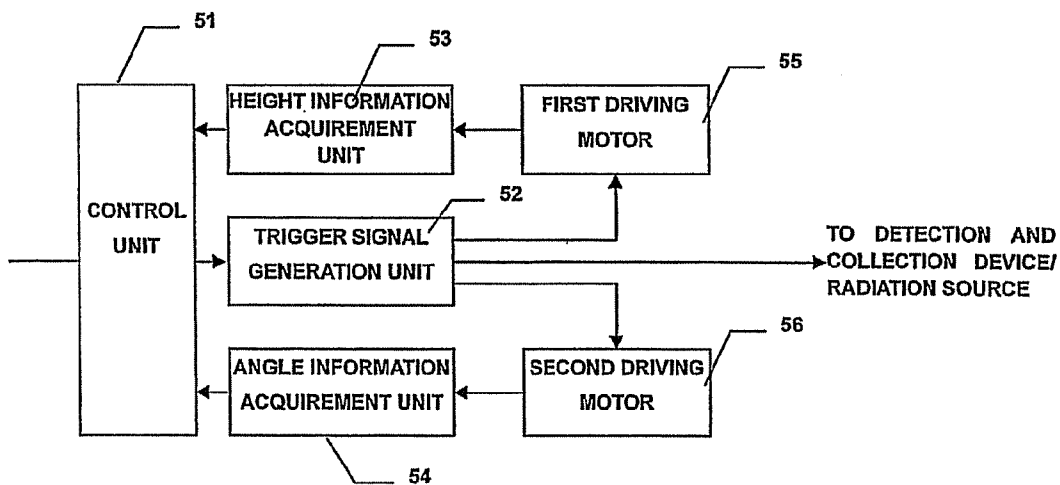 51
53
55
HEIGHT INFORMATION
ACQUIREMENT
UNIT
FIRST DRIVING
MOTOR
CONTROL
UNIT
52
TRIGGER SIGNAL
GENERATION UNIT
TO DETECTION AND
COLLECTION DEVICE/
RADIATION SOURCE
56
ANGLE INFORMATION
ACQUIREMENT UNIT
SECOND DRIVING
MOTOR
54